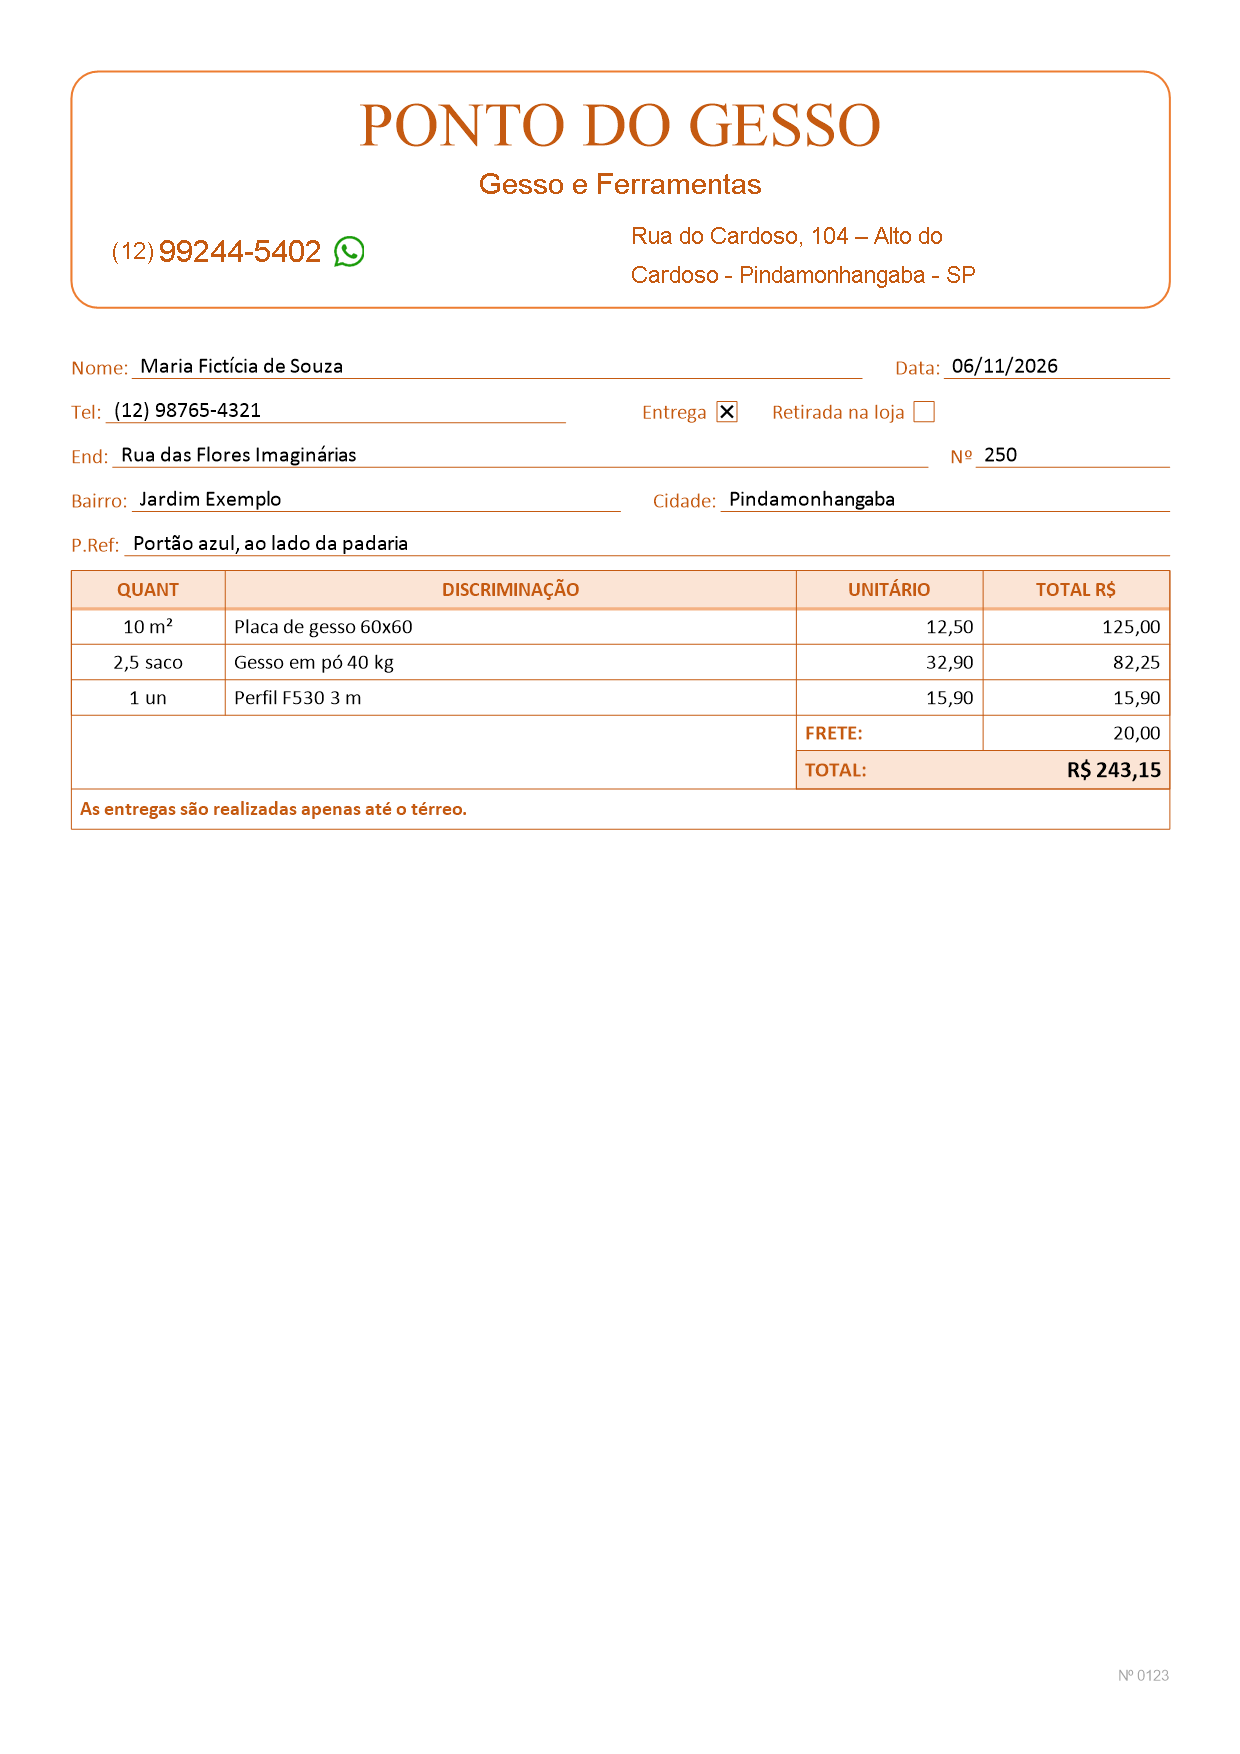 PONTO DO GESSO
Gesso e Ferramentas
(12) 99244-5402
Rua do Cardoso, 104 – Alto do
Cardoso - Pindamonhangaba - SP
Nome: Maria Fictícia de Souza Data: 06/11/2026
Tel: (12) 98765-4321 Entrega ☒ Retirada na loja ☐
End: Rua das Flores Imaginárias Nº 250
Bairro: Jardim Exemplo Cidade: Pindamonhangaba
P.Ref: Portão azul, ao lado da padaria
QUANT DISCRIMINAÇÃO UNITÁRIO TOTAL R$
10 m² Placa de gesso 60x60 12,50 125,00
2,5 saco Gesso em pó 40 kg 32,90 82,25
1 un Perfil F530 3 m 15,90 15,90
FRETE: 20,00
TOTAL: R$ 243,15
As entregas são realizadas apenas até o térreo.
Nº 0123